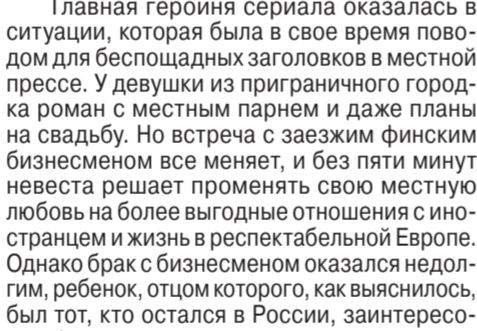 Главная героиня сериала оказалась в
ситуации, которая была в свое время пово-
дом для беспощадных заголовков в местной
прессе. У девушки из приграничного город-
ка роман с местным парнем и даже планы
на свадьбу. Но встреча с заезжим финским
бизнесменом все меняет, и без пяти минут
невеста решает променять свою местную
любовь на более выгодные отношения с ино-
странцем и жизнь в респектабельной Европе.
Однако брак с бизнесменом оказался недол-
гим, ребенок, отцом которого, как выяснилось,
был тот, кто остался в России, заинтересо-